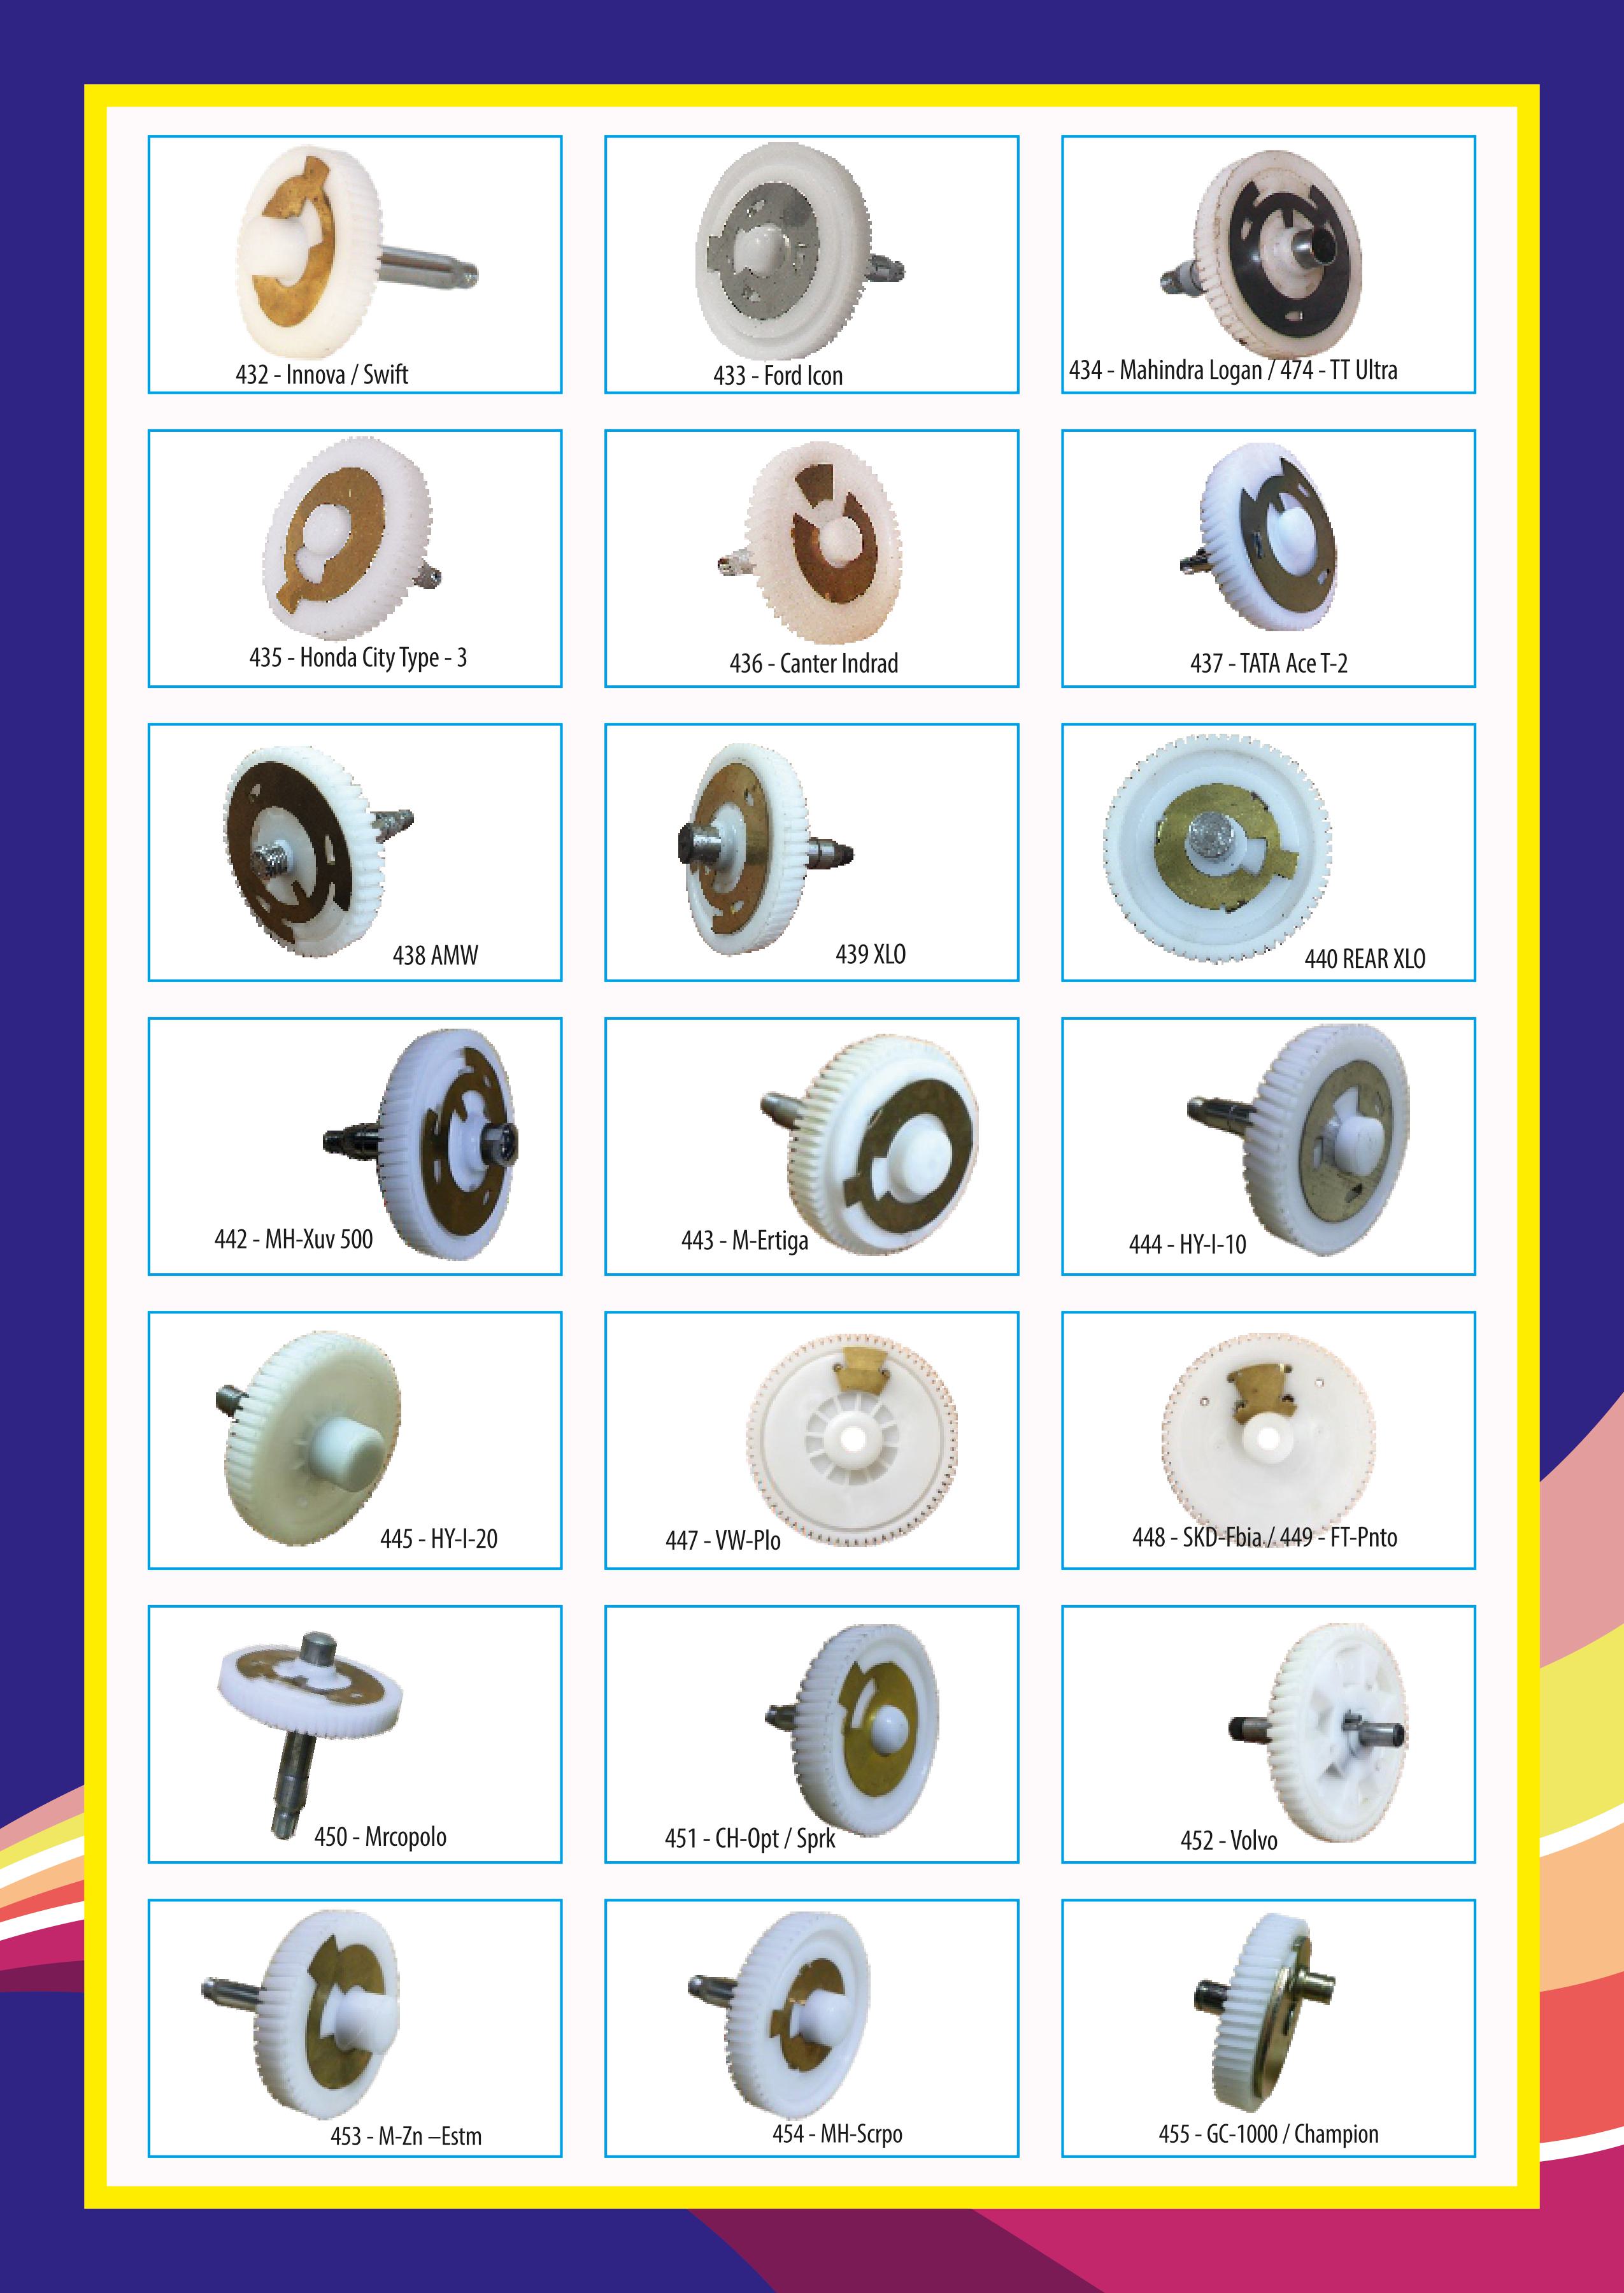 432 - Innova / Swift
433 - Ford Icon
434 - Mahindra Logan / 474 - TT Ultra
435 - Honda City Type - 3
436 - Canter Indrad
437 - TATA Ace T-2
438 AMW
439 XLO
440 REAR XLO
442 - MH-Xuv 500
443 - M-Ertiga
444 - HY-I-10
445 - HY-I-20
447 - VW-Plo
448 - SKD-Fbia / 449 - FT-Pnto
450 - Mrcopolo
451 - CH-Opt / Sprk
452 - Volvo
453 - M-Zn –Estm
454 - MH-Scrpo
455 - GC-1000 / Champion